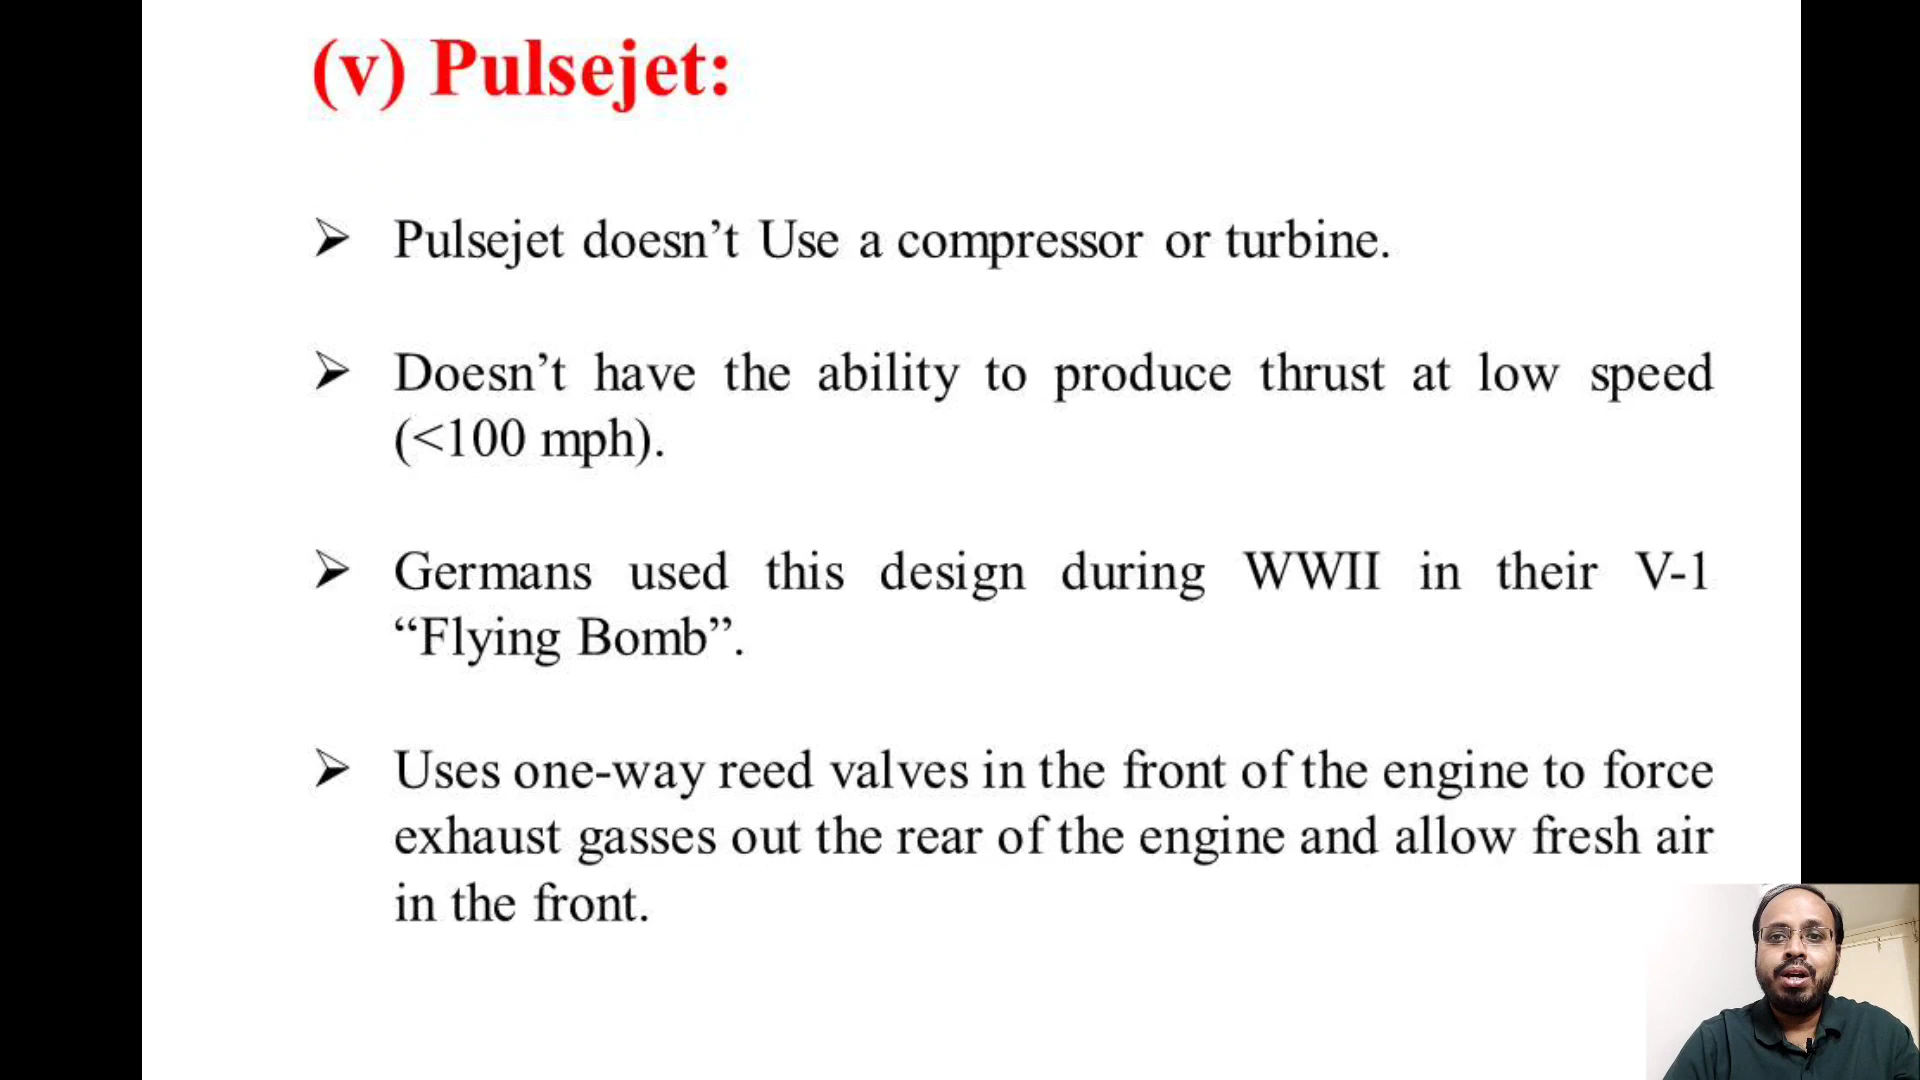 (v) Pulsejet:
➢ Pulsejet doesn’t Use a compressor or turbine.
➢ Doesn’t have the ability to produce thrust at low speed
(<100 mph).
➢ Germans used this design during WWII in their V-1
“Flying Bomb”.
➢ Uses one-way reed valves in the front of the engine to force
exhaust gasses out the rear of the engine and allow fresh air
in the front.